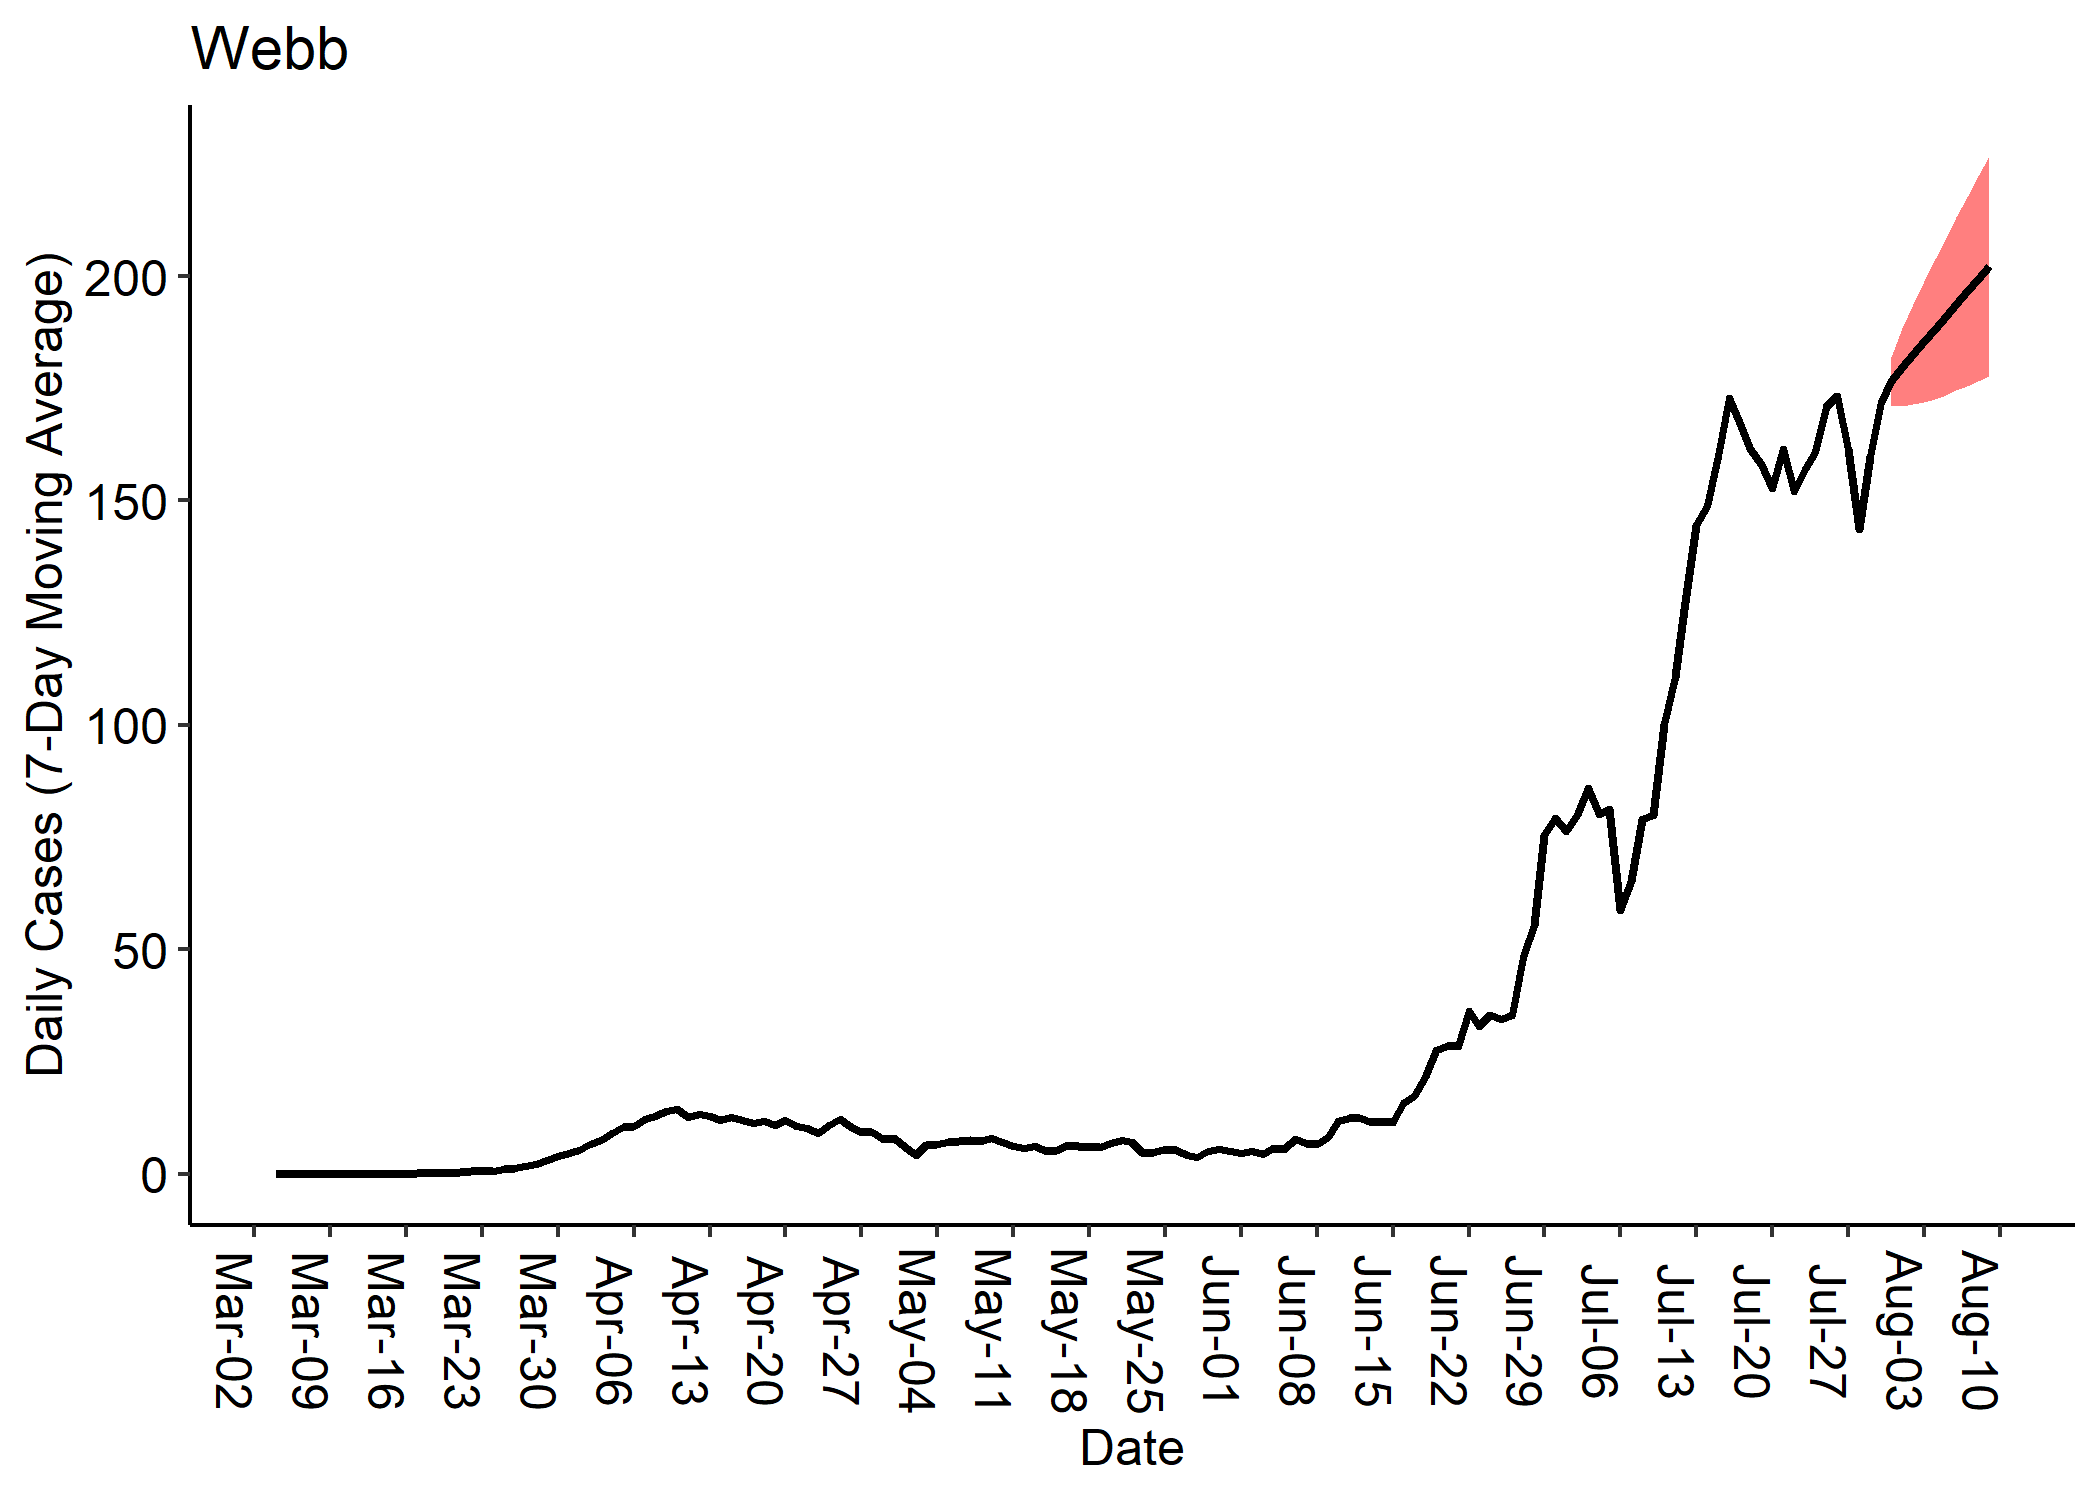 Webb
Daily Cases (7-Day Moving Average)
200
150
100
50
0
Mar-02
Mar-09
Mar-16
Mar-23
Mar-30
Apr-06
Apr-13
Apr-20
Apr-27
May-04
May-11
May-18
May-25
Jun-01
Jun-08
Jun-15
Jun-22
Jun-29
Jul-06
Jul-13
Jul-20
Jul-27
Aug-03
Aug-10
Date